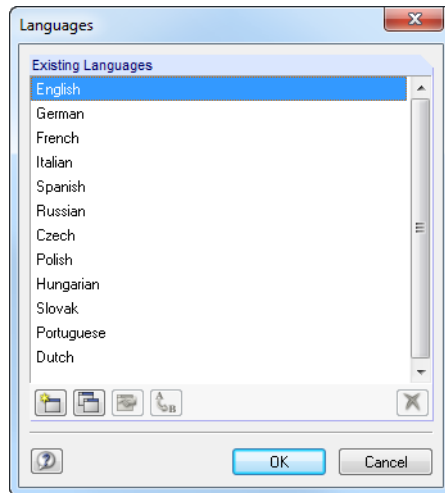 Languages
Existing Languages
English
German
French
Italian
Spanish
Russian
Czech
Polish
Hungarian
Slovak
Portuguese
Dutch
A
B
OK
Cancel